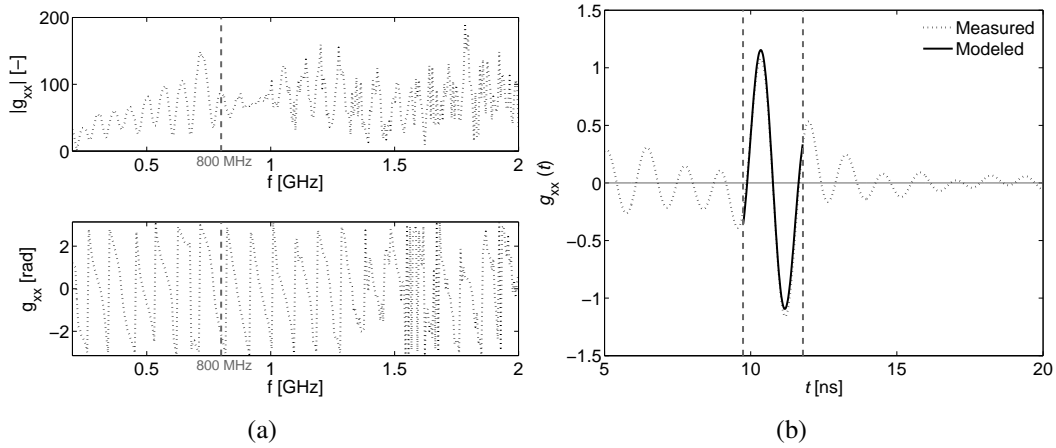 200
100
0
|g_xx| [−]
0.5
800 MHz
1
1.5
2
f [GHz]
2
0
−2
g_xx [rad]
0.5
800 MHz
1
1.5
2
f [GHz]
(a)
1.5
1
0.5
0
−0.5
−1
−1.5
g_xx (t)
Measured
Modeled
5
10
15
20
t [ns]
(b)